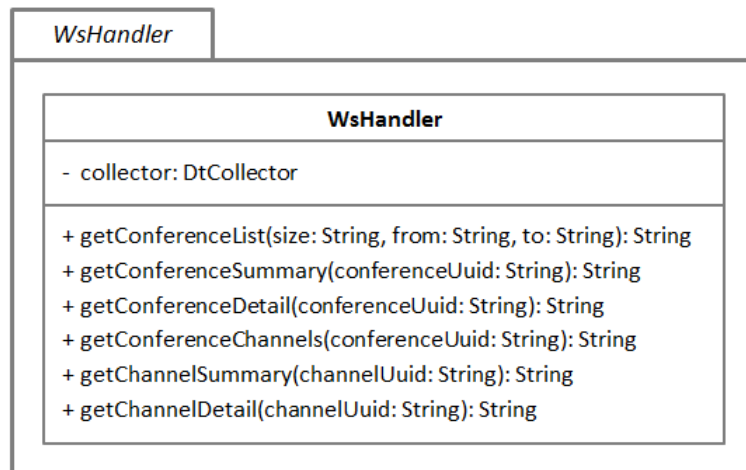 WsHandler
WsHandler
- collector: DtCollector
+ getConferenceList(size: String, from: String, to: String): String
+ getConferenceSummary(conferenceUuid: String): String
+ getConferenceDetail(conferenceUuid: String): String
+ getConferenceChannels(conferenceUuid: String): String
+ getChannelSummary(channelUuid: String): String
+ getChannelDetail(channelUuid: String): String